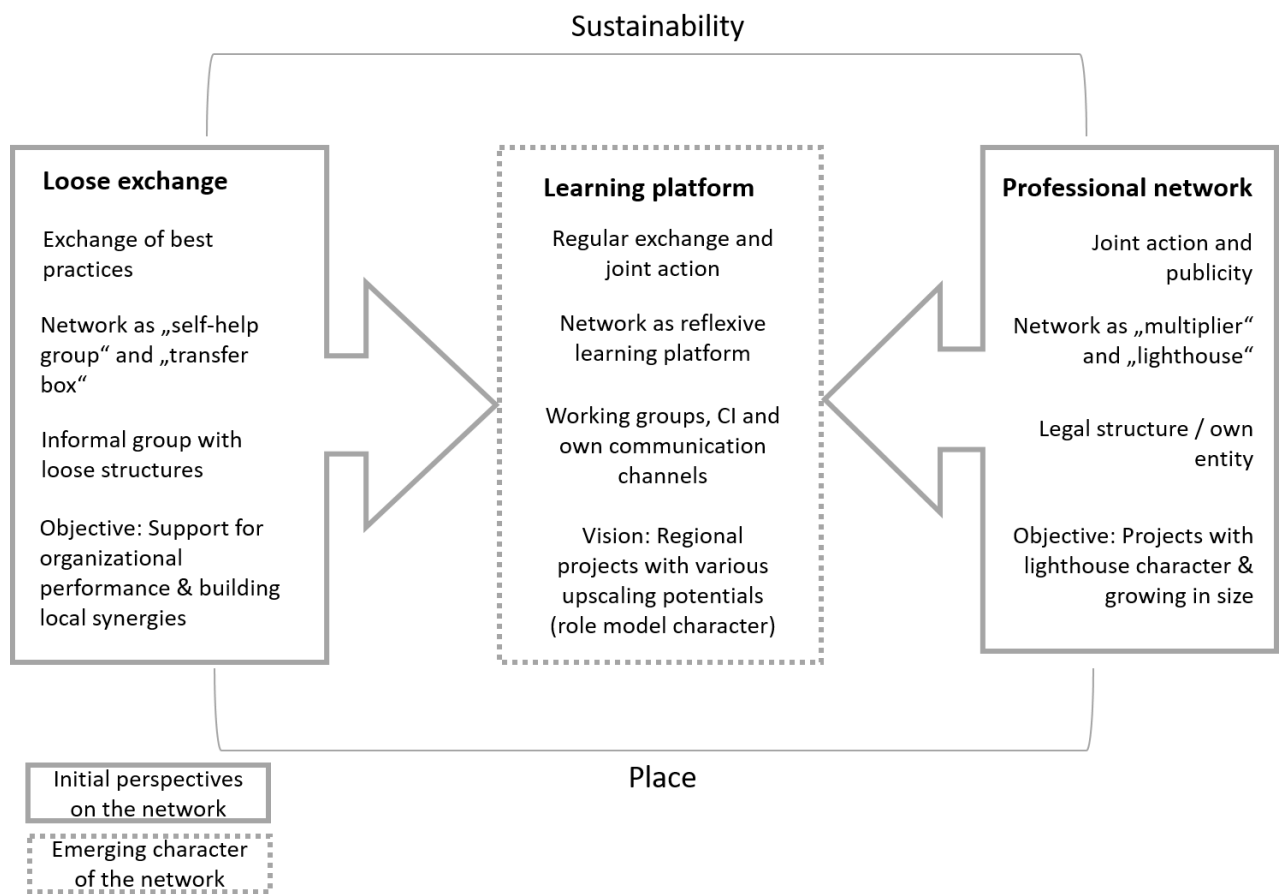 Sustainability
Loose exchange
Exchange of best
practices
Network as „self-help
group“ and „transfer
box“
Informal group with
loose structures
Objective: Support for
organizational
performance & building
local synergies
Learning platform
Regular exchange and
joint action
Network as reflexive
learning platform
Working groups, CI and
own communication
channels
Vision: Regional
projects with various
upscaling potentials
(role model character)
Professional network
Joint action and
publicity
Network as „multiplier“
and „lighthouse“
Legal structure / own
entity
Objective: Projects with
lighthouse character &
growing in size
Place
Initial perspectives
on the network
Emerging character
of the network